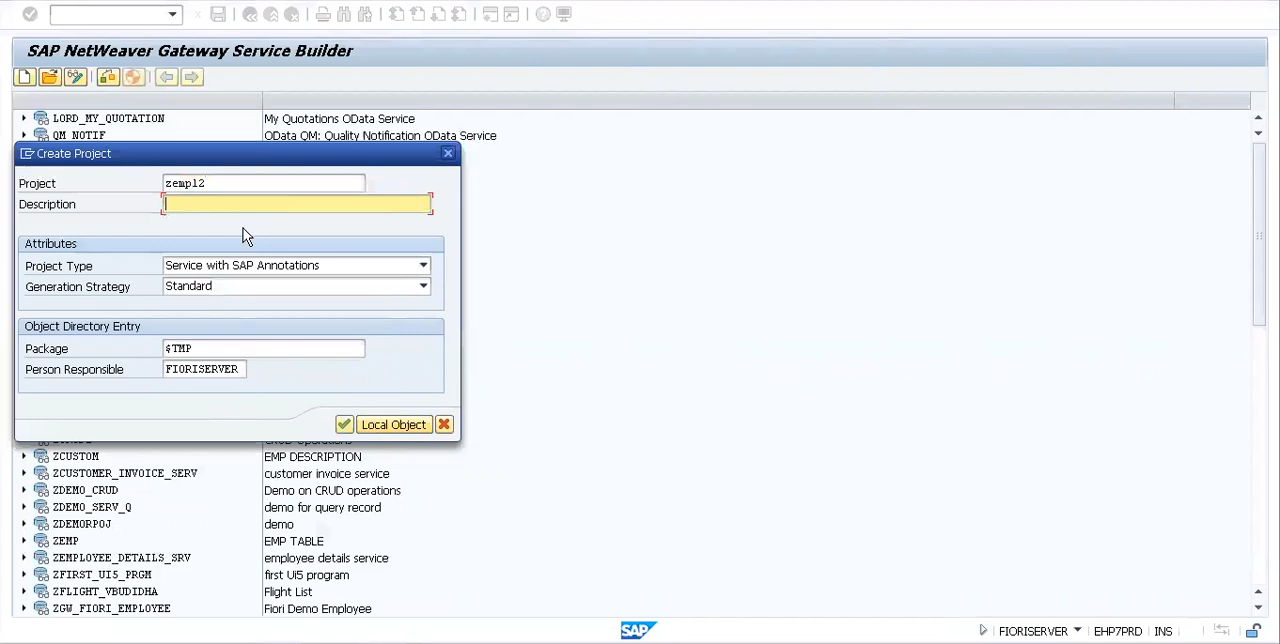 SAP NetWeaver Gateway Service Builder
LORD_MY_QUOTATION My Quotations OData Service
QM_NOTIF OData QM: Quality Notification OData Service
Create Project
Project zemp12
Description
Attributes
Project Type Service with SAP Annotations
Generation Strategy Standard
Object Directory Entry
Package $TMP
Person Responsible FIORISERVER
Local Object
ZCUSTOM EMP DESCRIPTION
ZCUSTOMER_INVOICE_SERV customer invoice service
ZDEMO_CRUD Demo on CRUD operations
ZDEMO_SERV_Q demo for query record
ZDEMORPOJ demo
ZEMP EMP TABLE
ZEMPLOYEE_DETAILS_SRV employee details service
ZFIRST_UI5_PRGM first Ui5 program
ZFLIGHT_VBUDIDHA Flight List
ZGW_FIORI_EMPLOYEE Fiori Demo Employee
SAP FIORISERVER EHP7PRD INS